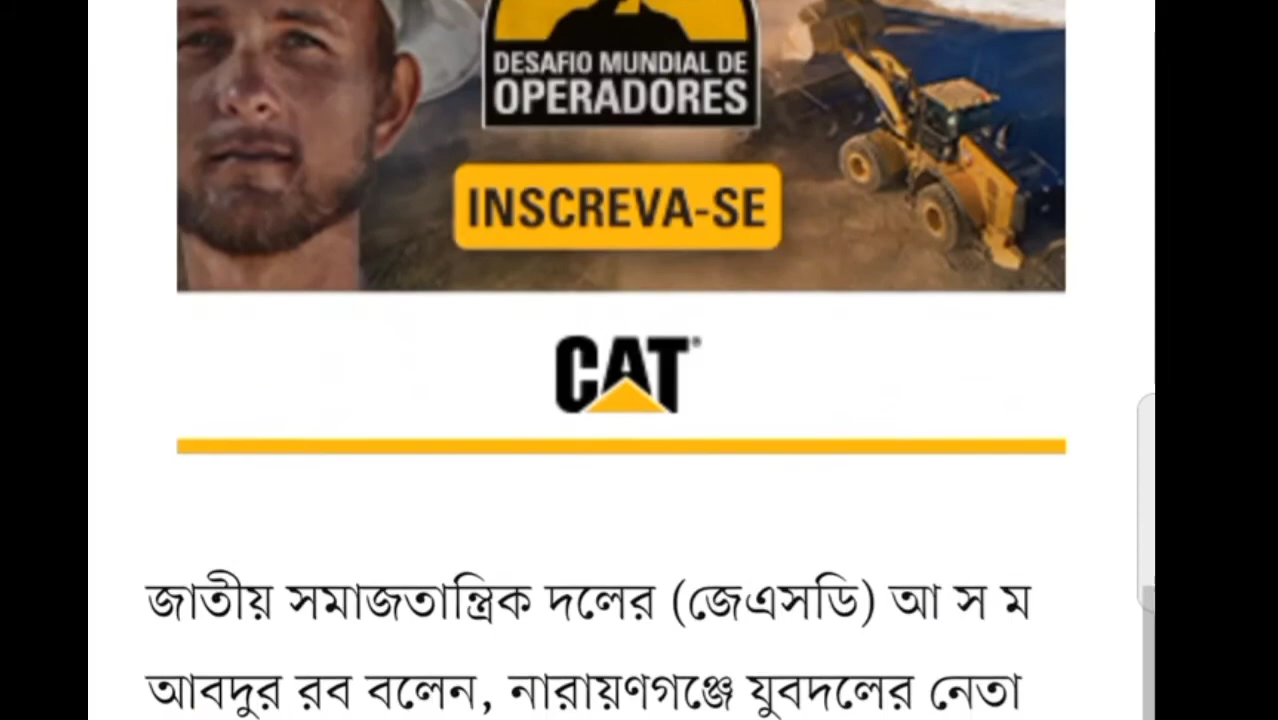 DESAFIO MUNDIAL DE
OPERADORES
INSCREVA-SE
CAT®
জাতীয় সমাজতান্ত্রিক দলের (জেএসডি) আ স ম
আবদুর রব বলেন, নারায়ণগঞ্জে যুবদলের নেতা